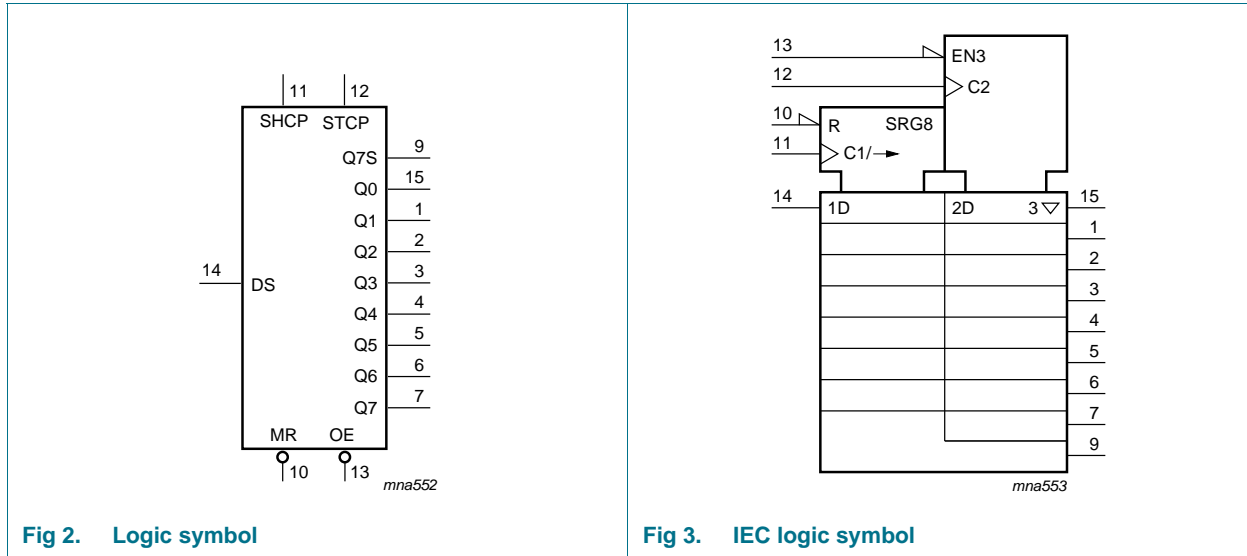 11 12
SHCP STCP
Q7S 9
Q0 15
Q1 1
Q2 2
14 DS Q3 3
Q4 4
Q5 5
Q6 6
Q7 7
MR OE
10 13
mna552
Fig 2. Logic symbol
13 EN3
12 C2
10 R SRG8
11 C1/
14 1D 2D 3 15
1
2
3
4
5
6
7
9
mna553
Fig 3. IEC logic symbol